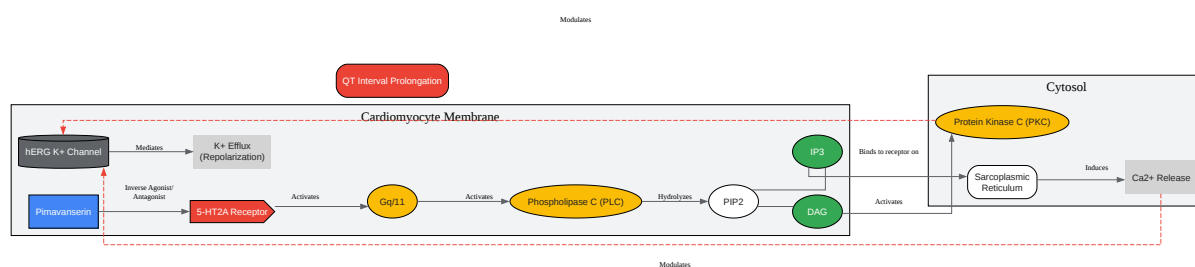 Modulates
QT Interval Prolongation
Cytosol
Cardiomyocyte Membrane
Protein Kinase C (PKC)
hERG K+ Channel
Mediates
K+ Efflux
(Repolarization)
IP3
Binds to receptor on
Sarcoplasmic
Reticulum
Induces
Ca2+ Release
Inverse Agonist/
Antagonist
Pimavanserin
5-HT2A Receptor
Activates
Gq/11
Activates
Phospholipase C (PLC)
Hydrolyzes
PIP2
DAG
Activates
Modulates